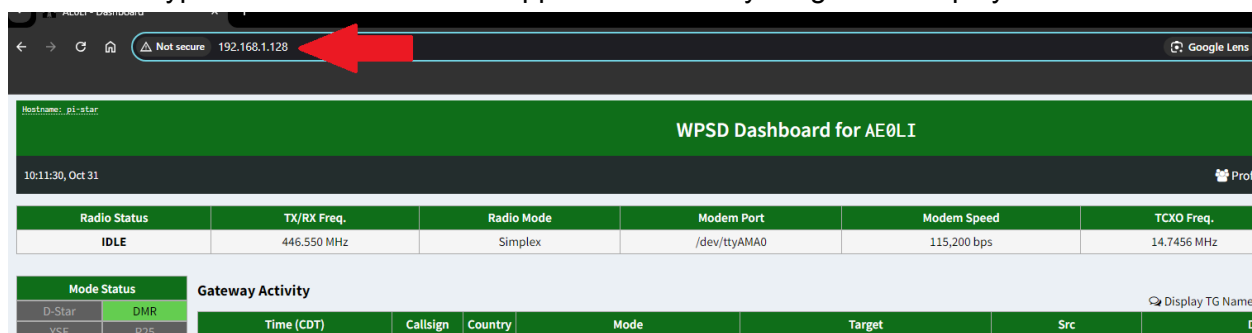 AE0LI - Dashboard
Not secure 192.168.1.128 Google Lens
Hostname: pi-star
WPSD Dashboard for AE0LI
10:11:30, Oct 31
Radio Status TX/RX Freq. Radio Mode Modem Port Modem Speed TCXO Freq.
IDLE 446.550 MHz Simplex /dev/ttyAMA0 115,200 bps 14.7456 MHz
Mode Status Gateway Activity
Display TG Name
D-Star DMR
Time (CDT) Callsign Country Mode Target Src
YSF P25